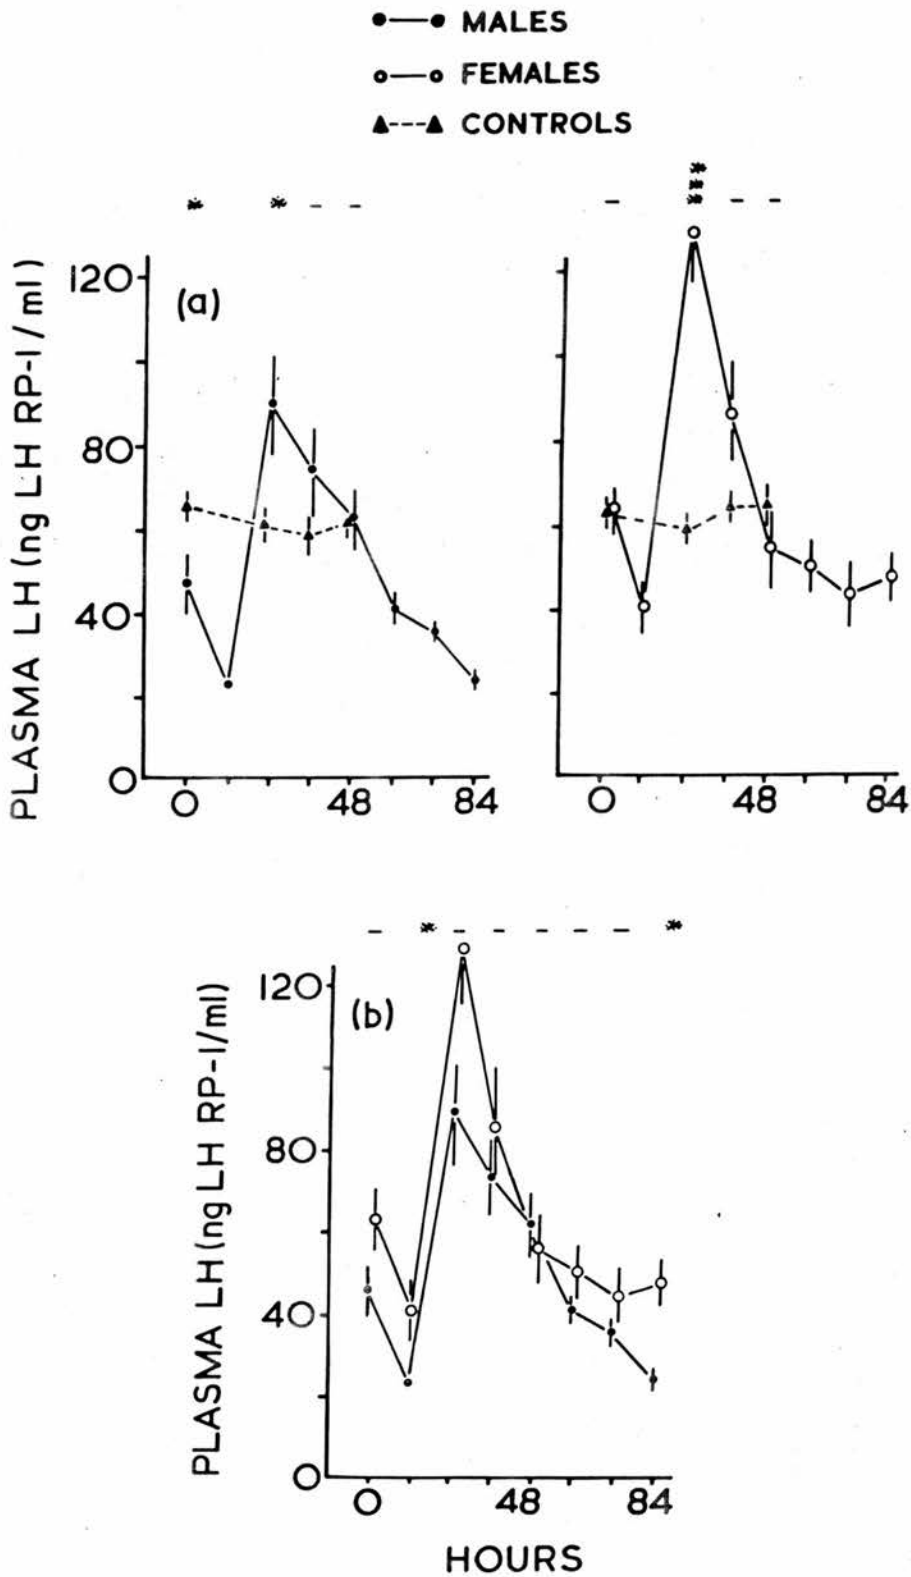 MALES
FEMALES
CONTROLS
* * - -
- *** - -
PLASMA LH (ng LH RP-1/ml)
(a)
120
80
40
0
0 48 84
0 48 84
- * - - - - - *
PLASMA LH (ng LH RP-1/ml)
(b)
120
80
40
0
0 48 84
HOURS